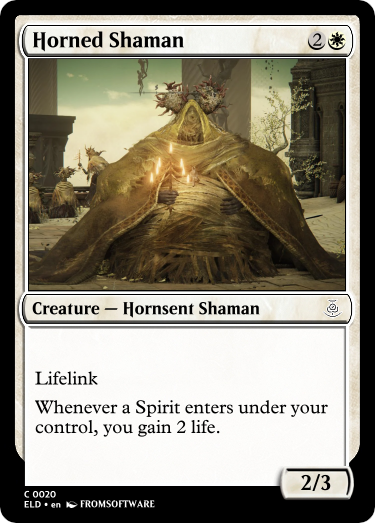 Horned Shaman 2
Creature — Hornsent Shaman
Lifelink
Whenever a Spirit enters under your
control, you gain 2 life.
2/3
C 0020
ELD • en FROMSOFTWARE